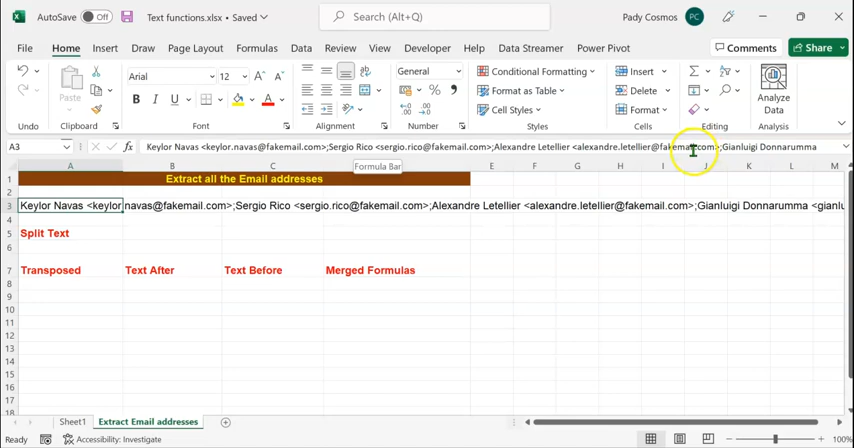 AutoSave Off Text functions.xlsx • Saved Search (Alt+Q) Pady Cosmos PC
File Home Insert Draw Page Layout Formulas Data Review View Developer Help Data Streamer Power Pivot Comments Share
Arial 12 General Conditional Formatting Insert
Paste B I U A Format as Table Delete Analyze
Cell Styles Format Data
Undo Clipboard Font Alignment Number Styles Cells Editing Analysis
A3 fx Keylor Navas <keylor.navas@fakemail.com>;Sergio Rico <sergio.rico@fakemail.com>;Alexandre Letellier <alexandre.letellier@fakemail.com>;Gianluigi Donnarumma
Formula Bar
A B C E F G H I J K L M
1 Extract all the Email addresses
2
3 Keylor Navas <keylor.navas@fakemail.com>;Sergio Rico <sergio.rico@fakemail.com>;Alexandre Letellier <alexandre.letellier@fakemail.com>;Gianluigi Donnarumma <gianlu
4
5 Split Text
6
7 Transposed Text After Text Before Merged Formulas
8
9
10
11
12
13
14
15
16
17
18
Sheet1 Extract Email addresses
Ready Accessibility: Investigate 100%